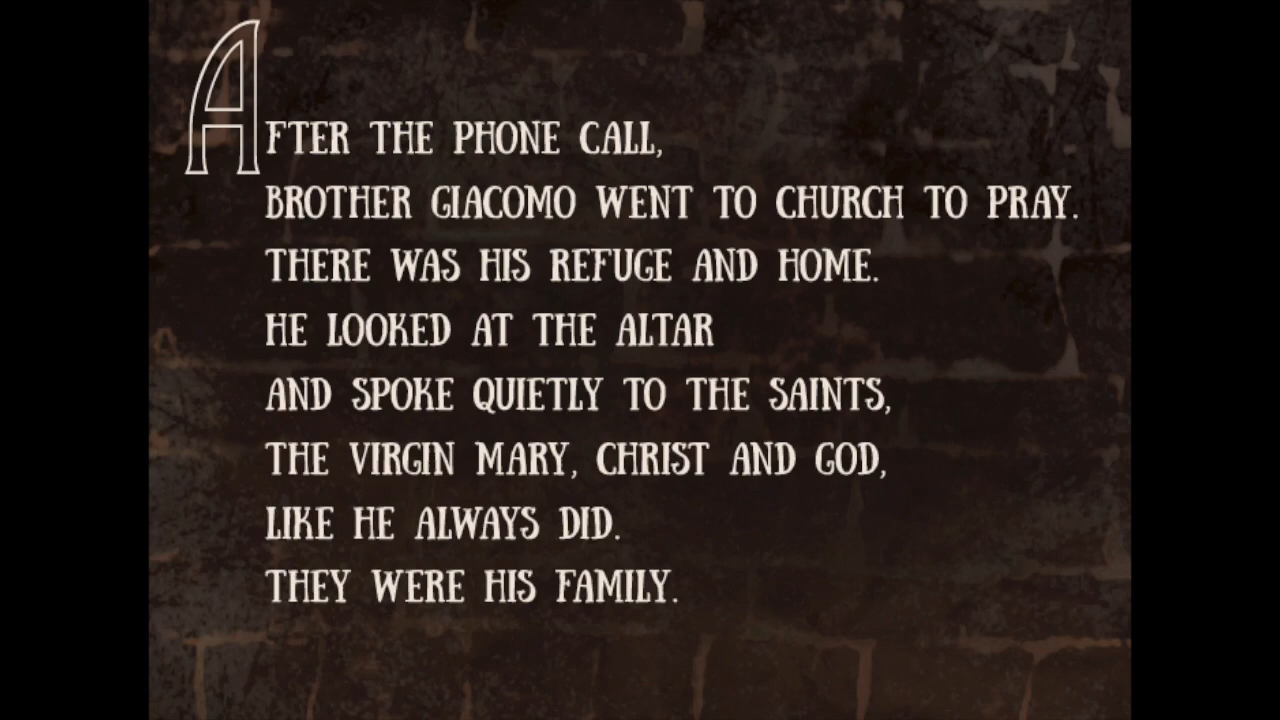 AFTER THE PHONE CALL,
BROTHER GIACOMO WENT TO CHURCH TO PRAY.
THERE WAS HIS REFUGE AND HOME.
HE LOOKED AT THE ALTAR
AND SPOKE QUIETLY TO THE SAINTS,
THE VIRGIN MARY, CHRIST AND GOD,
LIKE HE ALWAYS DID.
THEY WERE HIS FAMILY.